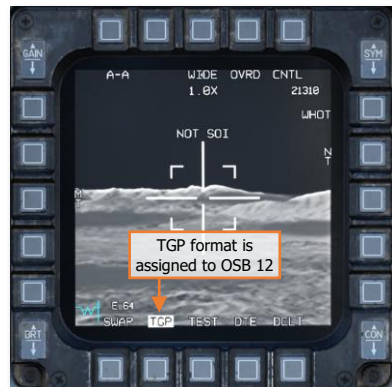 GAIN
SYM
A-A WIDE OVRD CNTL
1.0X 21310
WHOT
NOT SOI
N
T
M
T
TGP format is
assigned to OSB 12
E.64
SWAP TGP TEST DTE DCLT
BRT
CON